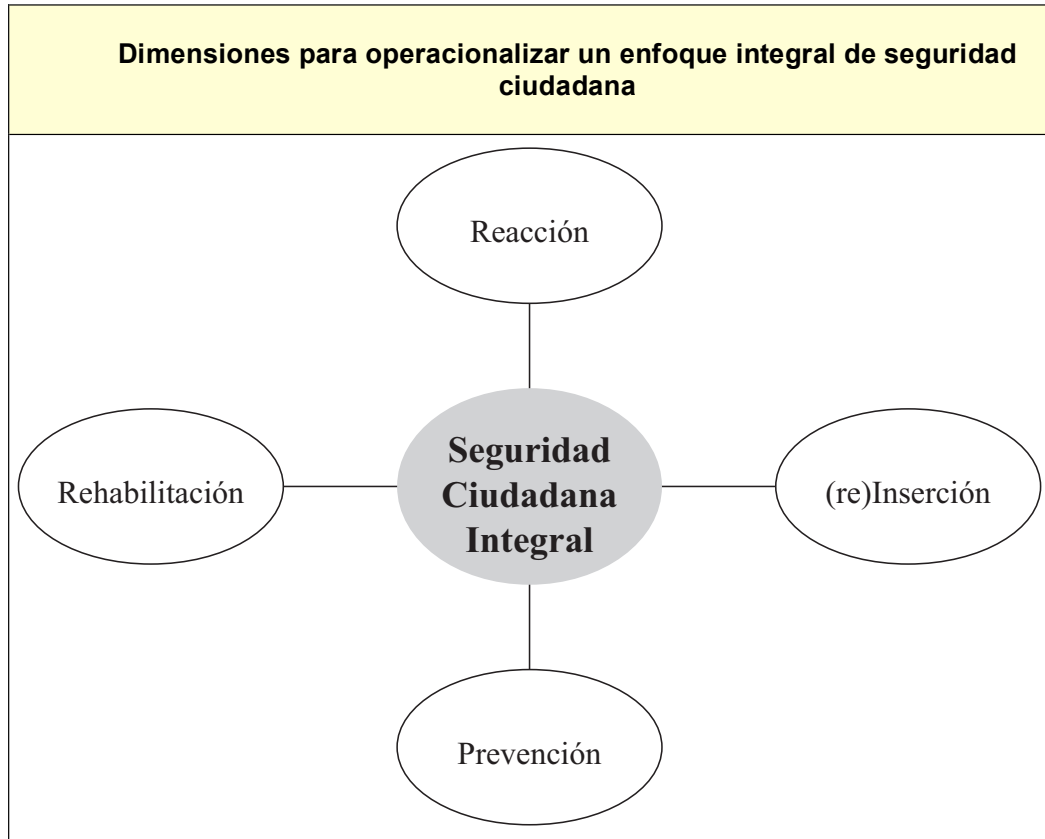 Dimensiones para operacionalizar un enfoque integral de seguridad
ciudadana
Reacción
Rehabilitación
Seguridad
Ciudadana
Integral
(re)Inserción
Prevención